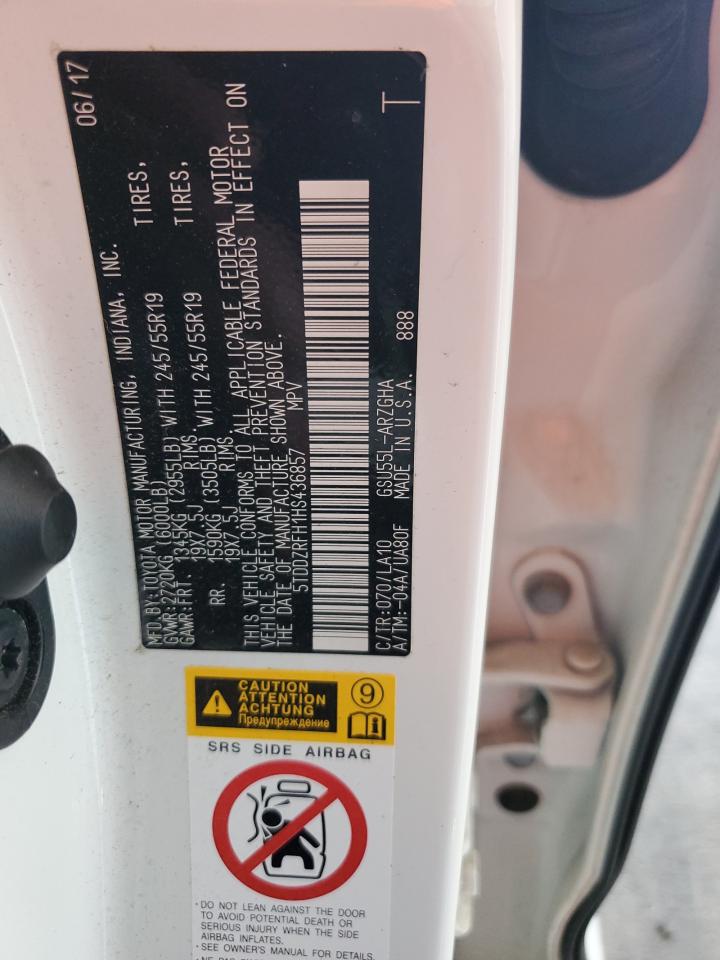 06/17
MFD.BY:TOYOTA MOTOR MANUFACTURING, INDIANA, INC.
GVWR:2720KG (6000LB)
GAWR:FRT. 1345KG (2955LB) WITH 245/55R19 TIRES,
19X7.5J RIMS,
RR. 1590KG (3505LB) WITH 245/55R19 TIRES,
19X7.5J RIMS.
THIS VEHICLE CONFORMS TO ALL APPLICABLE FEDERAL MOTOR
VEHICLE SAFETY AND THEFT PREVENTION STANDARDS IN EFFECT ON
THE DATE OF MANUFACTURE SHOWN ABOVE.
5TDDZRFH1HS436857 MPV
C/TR:070/LA10 GSU55L-ARZGHA T
A/TM:-04A/UA80F MADE IN U.S.A. 888
CAUTION
ATTENTION
ACHTUNG
Предупреждение
9
SRS SIDE AIRBAG
· DO NOT LEAN AGAINST THE DOOR
TO AVOID POTENTIAL DEATH OR
SERIOUS INJURY WHEN THE SIDE
AIRBAG INFLATES.
· SEE OWNER'S MANUAL FOR DETAILS.